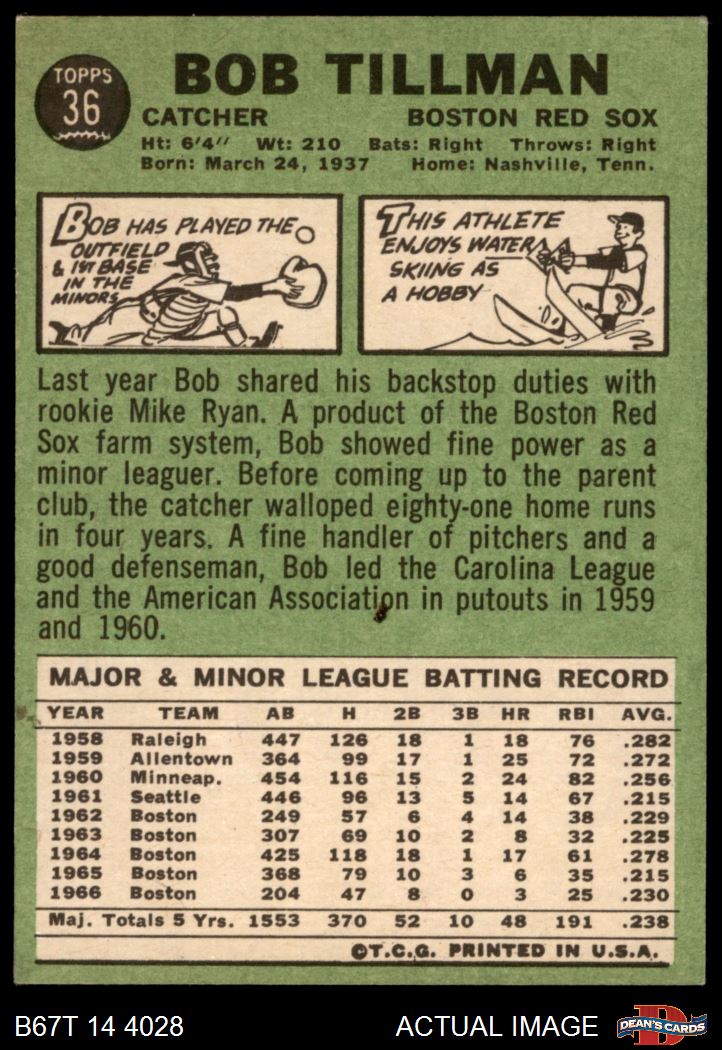 TOPPS
36
BOB TILLMAN
CATCHER BOSTON RED SOX
Ht: 6'4" Wt: 210 Bats: Right Throws: Right
Born: March 24, 1937 Home: Nashville, Tenn.
BOB HAS PLAYED THE
OUTFIELD
& 1ST BASE
IN THE
MINORS
THIS ATHLETE
ENJOYS WATER
SKIING AS
A HOBBY
Last year Bob shared his backstop duties with
rookie Mike Ryan. A product of the Boston Red
Sox farm system, Bob showed fine power as a
minor leaguer. Before coming up to the parent
club, the catcher walloped eighty-one home runs
in four years. A fine handler of pitchers and a
good defenseman, Bob led the Carolina League
and the American Association in putouts in 1959
and 1960.
MAJOR & MINOR LEAGUE BATTING RECORD
YEAR TEAM AB H 2B 3B HR RBI AVG.
1958 Raleigh 447 126 18 1 18 76 .282
1959 Allentown 364 99 17 1 25 72 .272
1960 Minneap. 454 116 15 2 24 82 .256
1961 Seattle 446 96 13 5 14 67 .215
1962 Boston 249 57 6 4 14 38 .229
1963 Boston 307 69 10 2 8 32 .225
1964 Boston 425 118 18 1 17 61 .278
1965 Boston 368 79 10 3 6 35 .215
1966 Boston 204 47 8 0 3 25 .230
Maj. Totals 5 Yrs. 1553 370 52 10 48 191 .238
©T.C.G. PRINTED IN U.S.A.
B67T 14 4028 ACTUAL IMAGE
D
DEAN'S CARDS